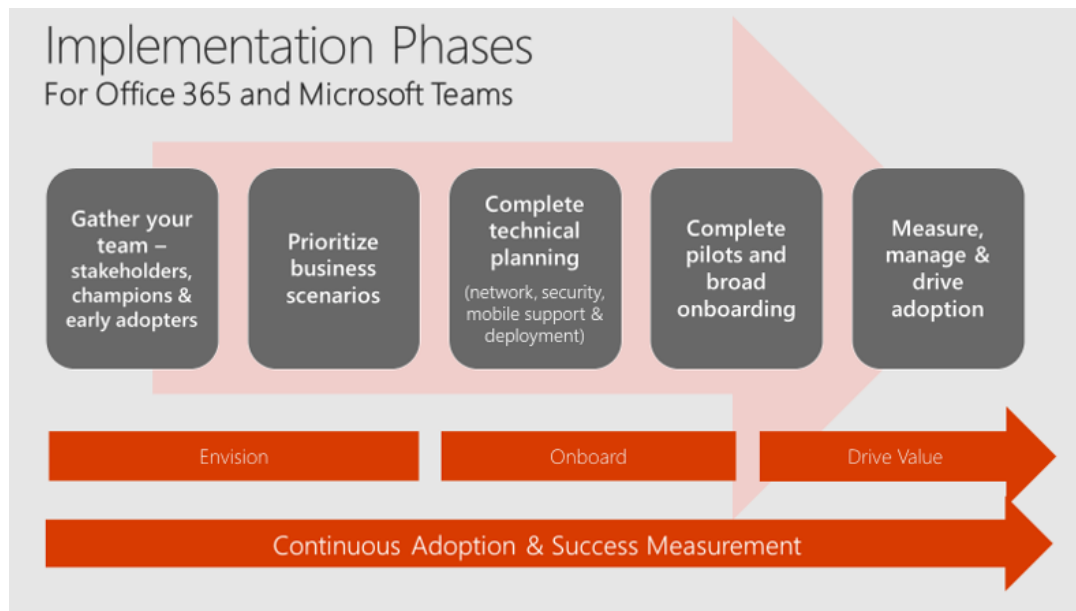 Implementation Phases
For Office 365 and Microsoft Teams
Gather your
team –
stakeholders,
champions &
early adopters
Prioritize
business
scenarios
Complete
technical
planning
(network, security,
mobile support &
deployment)
Complete
pilots and
broad
onboarding
Measure,
manage &
drive
adoption
Envision
Onboard
Drive Value
Continuous Adoption & Success Measurement